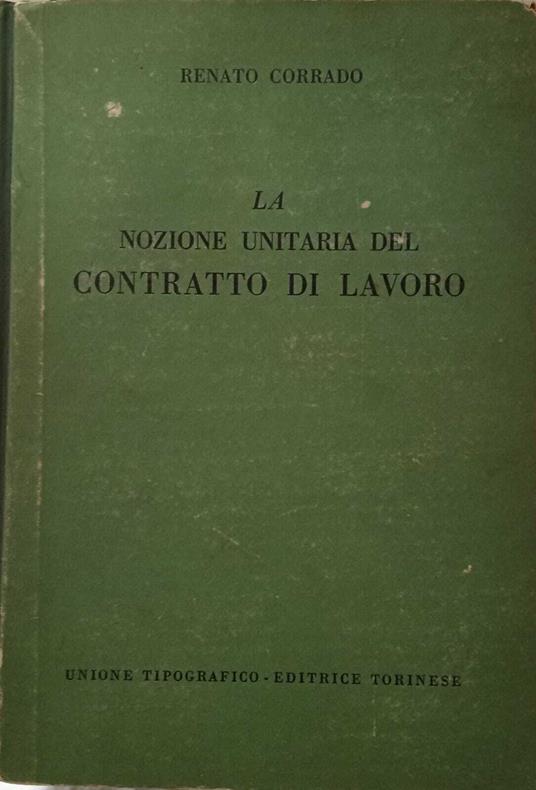 RENATO CORRADO
LA
NOZIONE UNITARIA DEL
CONTRATTO DI LAVORO
UNIONE TIPOGRAFICO - EDITRICE TORINESE